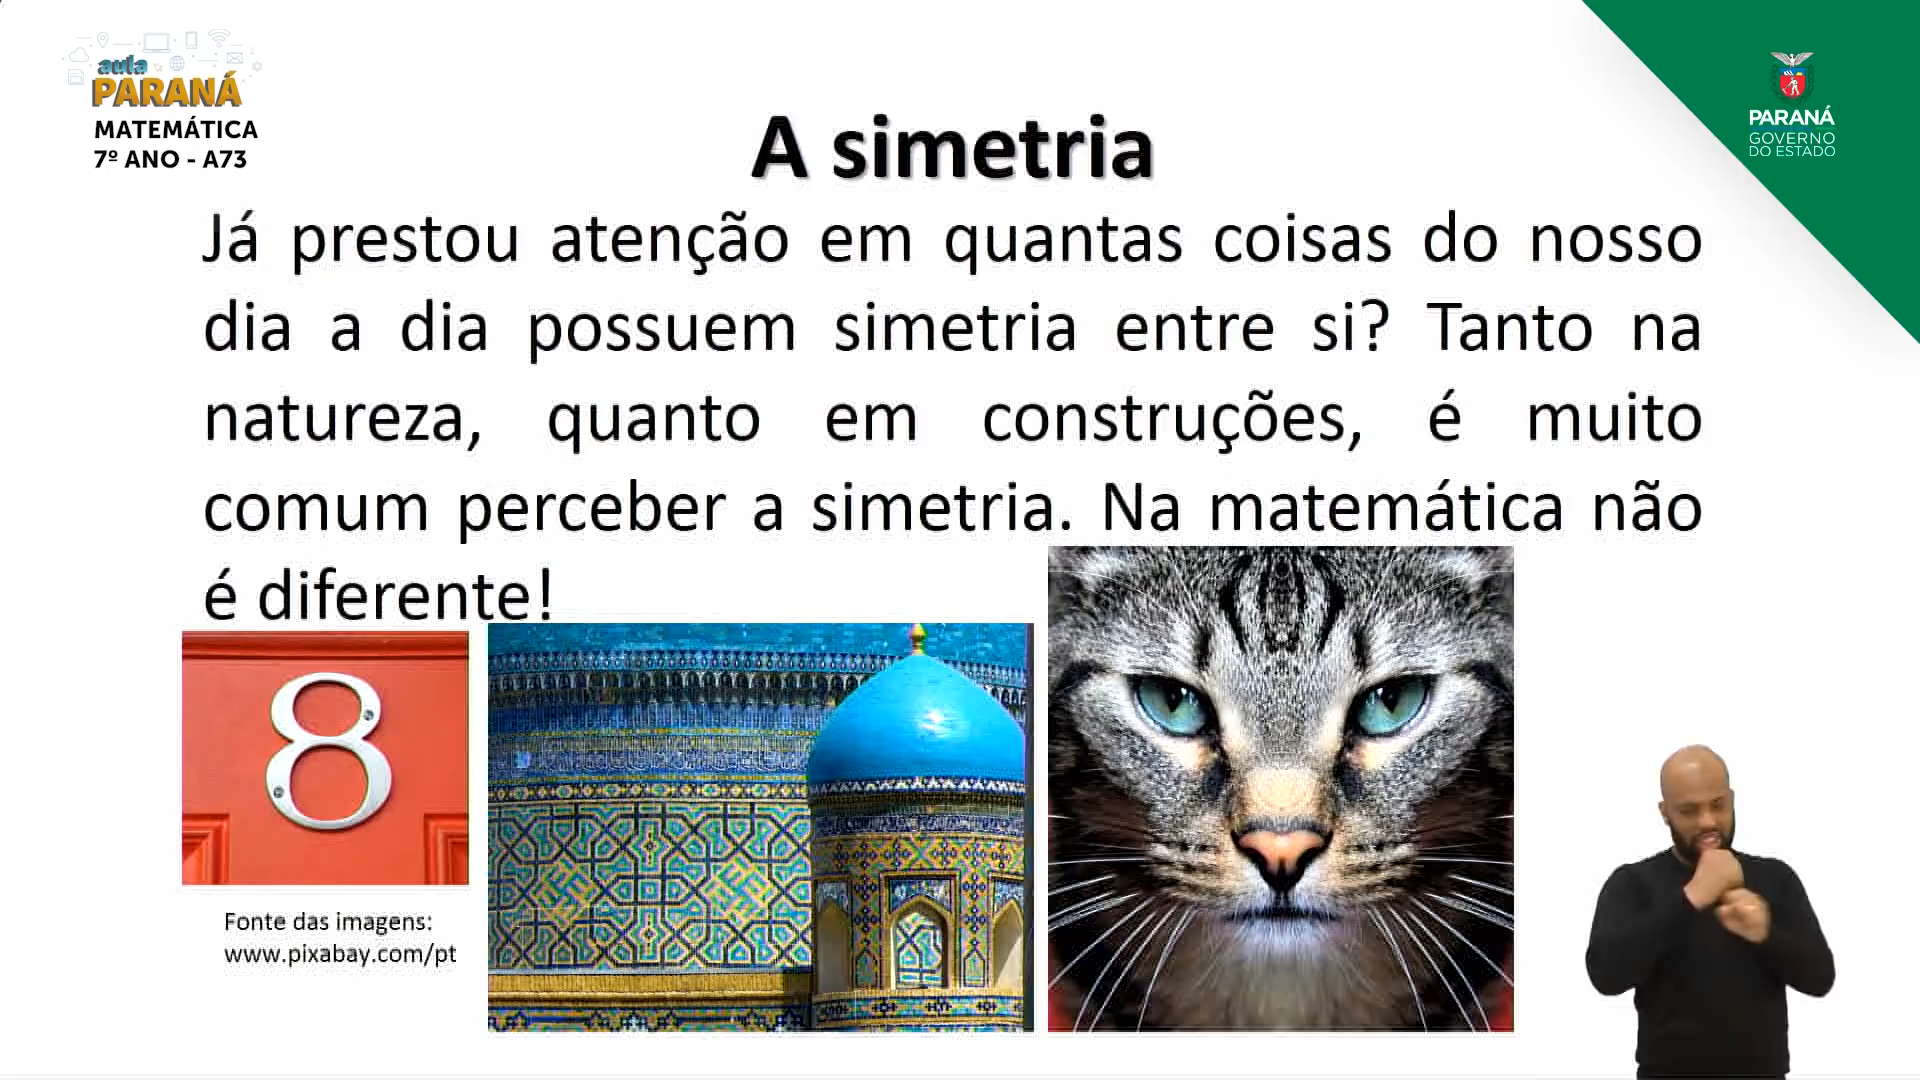 aula
PARANÁ
MATEMÁTICA
7º ANO - A73
PARANÁ
GOVERNO
DO ESTADO
A simetria
Já prestou atenção em quantas coisas do nosso
dia a dia possuem simetria entre si? Tanto na
natureza, quanto em construções, é muito
comum perceber a simetria. Na matemática não
é diferente!
8
Fonte das imagens:
www.pixabay.com/pt